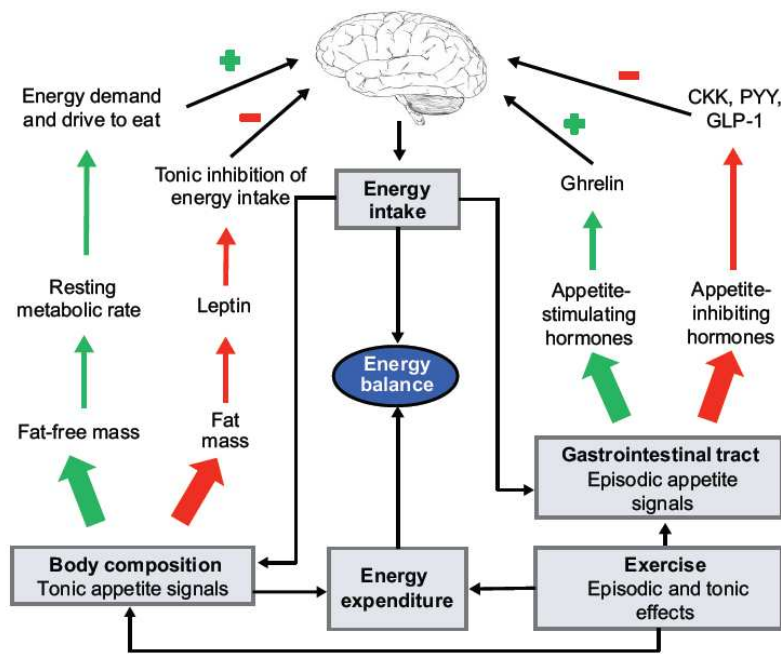 Energy demand
and drive to eat
CKK, PYY,
GLP-1
Tonic inhibition of
energy intake
Energy
intake
Ghrelin
Resting
metabolic rate
Leptin
Appetite-
stimulating
hormones
Appetite-
inhibiting
hormones
Energy
balance
Fat-free mass
Fat
mass
Gastrointestinal tract
Episodic appetite
signals
Body composition
Tonic appetite signals
Energy
expenditure
Exercise
Episodic and tonic
effects